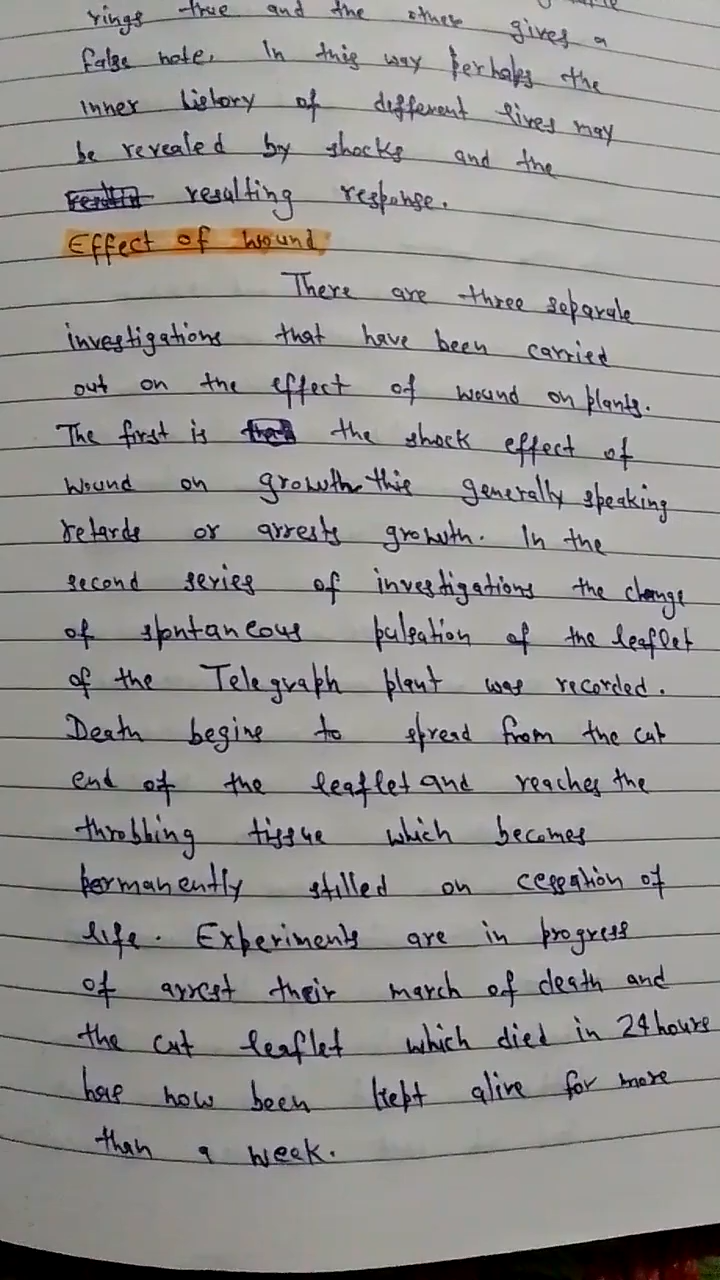 rings true and the other gives a
false note. In this way perhaps the
inner history of different lives may
be revealed by shocks and the
resulting response.
Effect of wound
There are three separate
investigations that have been carried
out on the effect of wound on plants.
The first is the shock effect of
wound on growth this generally speaking
retards or arrests growth. In the
second series of investigations the change
of spontaneous pulsation of the leaflet
of the Telegraph plant was recorded.
Death begins to spread from the cut
end of the leaflet and reaches the
throbbing tissue which becomes
permanently stilled on cessation of
life. Experiments are in progress
of arrest their march of death and
the cut leaflet which died in 24 hours
has now been kept alive for more
than a week.